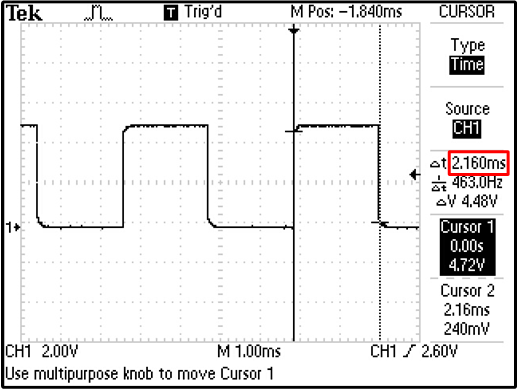 Tek T Trig'd M Pos: -1.840ms CURSOR
Type
Time
Source
CH1
Δt 2.160ms
1/Δt 463.0Hz
ΔV 4.48V
1
Cursor 1
0.00s
4.72V
Cursor 2
2.16ms
240mV
CH1 2.00V M 1.00ms CH1 / 2.60V
Use multipurpose knob to move Cursor 1